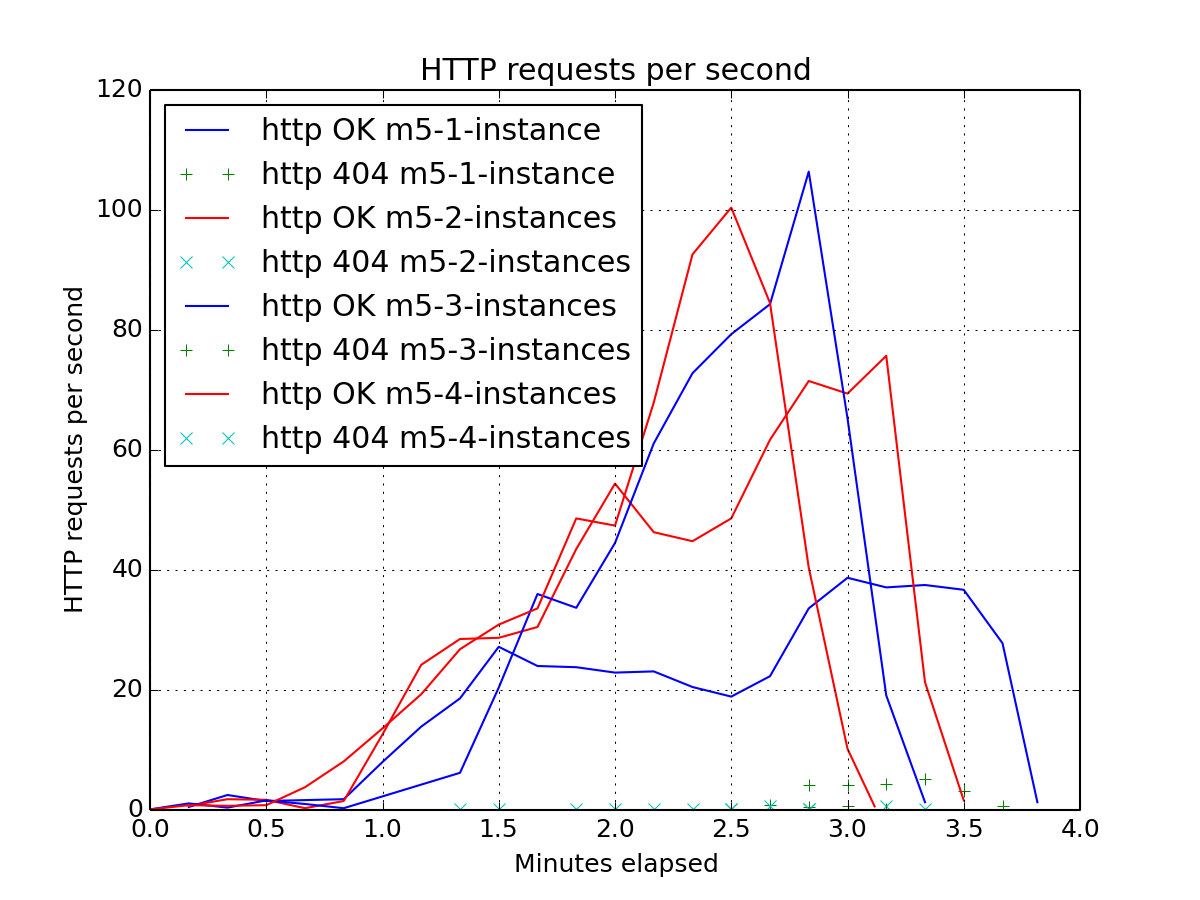 HTTP requests per second
120
100
80
60
40
20
0
HTTP requests per second
http OK m5-1-instance
http 404 m5-1-instance
http OK m5-2-instances
http 404 m5-2-instances
http OK m5-3-instances
http 404 m5-3-instances
http OK m5-4-instances
http 404 m5-4-instances
0.0 0.5 1.0 1.5 2.0 2.5 3.0 3.5 4.0
Minutes elapsed